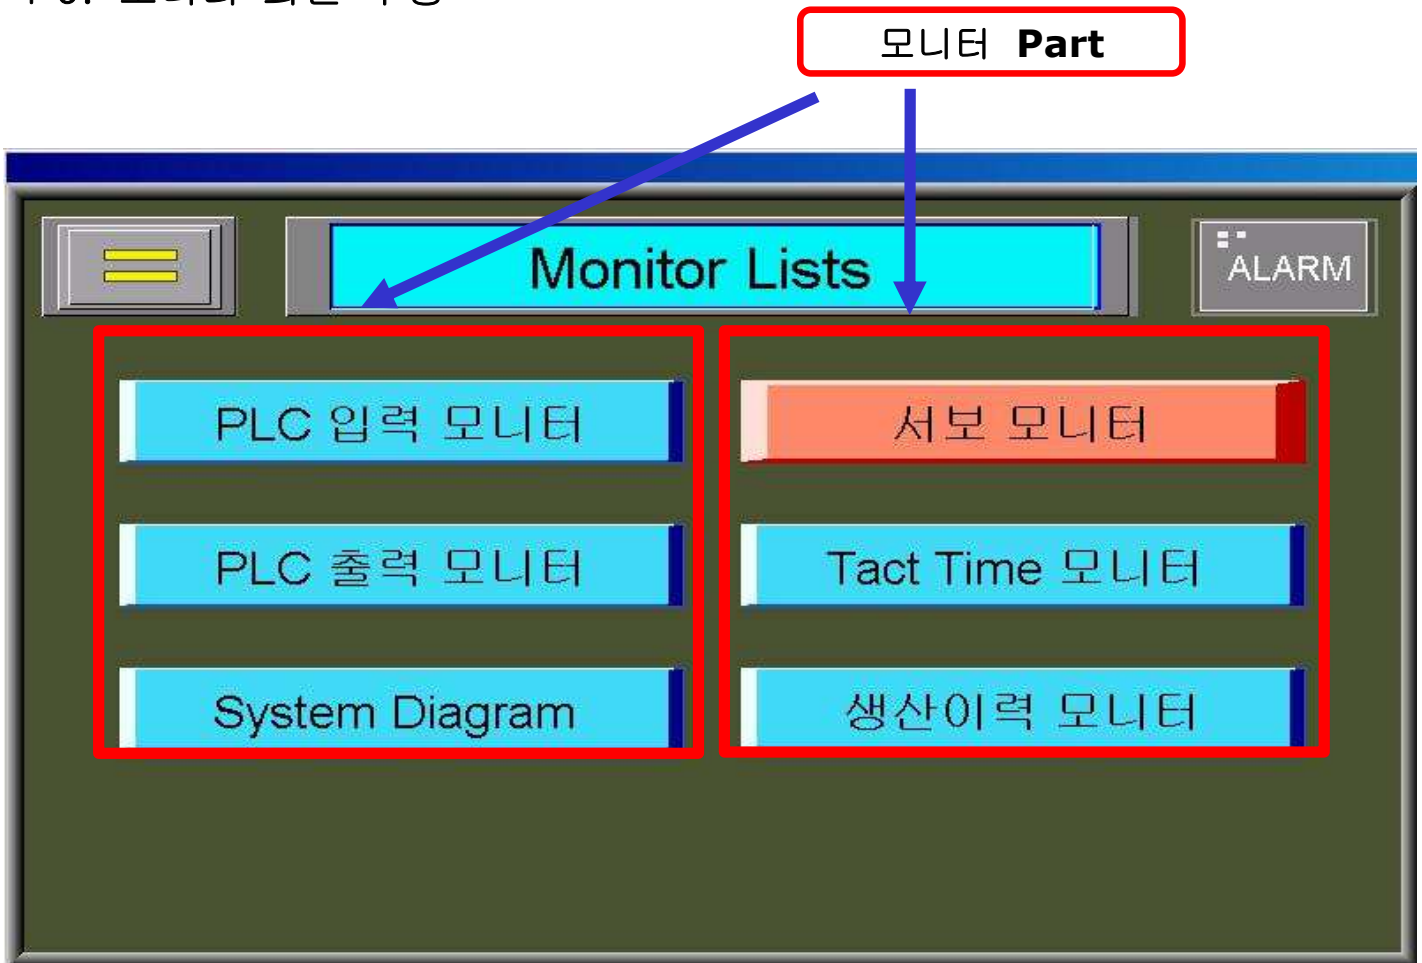 모니터 Part
Monitor Lists
ALARM
PLC 입력 모니터
서보 모니터
PLC 출력 모니터
Tact Time 모니터
System Diagram
생산이력 모니터